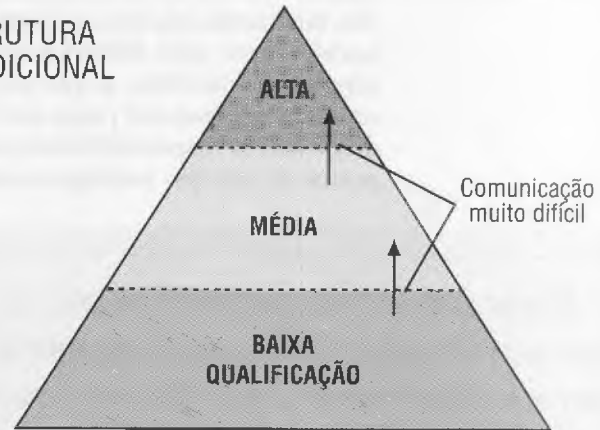 RUTURA
DICIONAL
ALTA
Comunicação
muito difícil
MÉDIA
BAIXA
QUALIFICAÇÃO